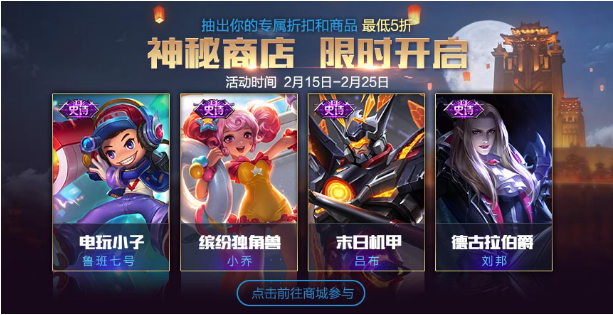 抽出你的专属折扣和商品 最低5折
神秘商店 限时开启
活动时间 2月15日-2月25日
史诗 史诗 史诗 史诗
电玩小子 缤纷独角兽 末日机甲 德古拉伯爵
鲁班七号 小乔 吕布 刘邦
点击前往商城参与